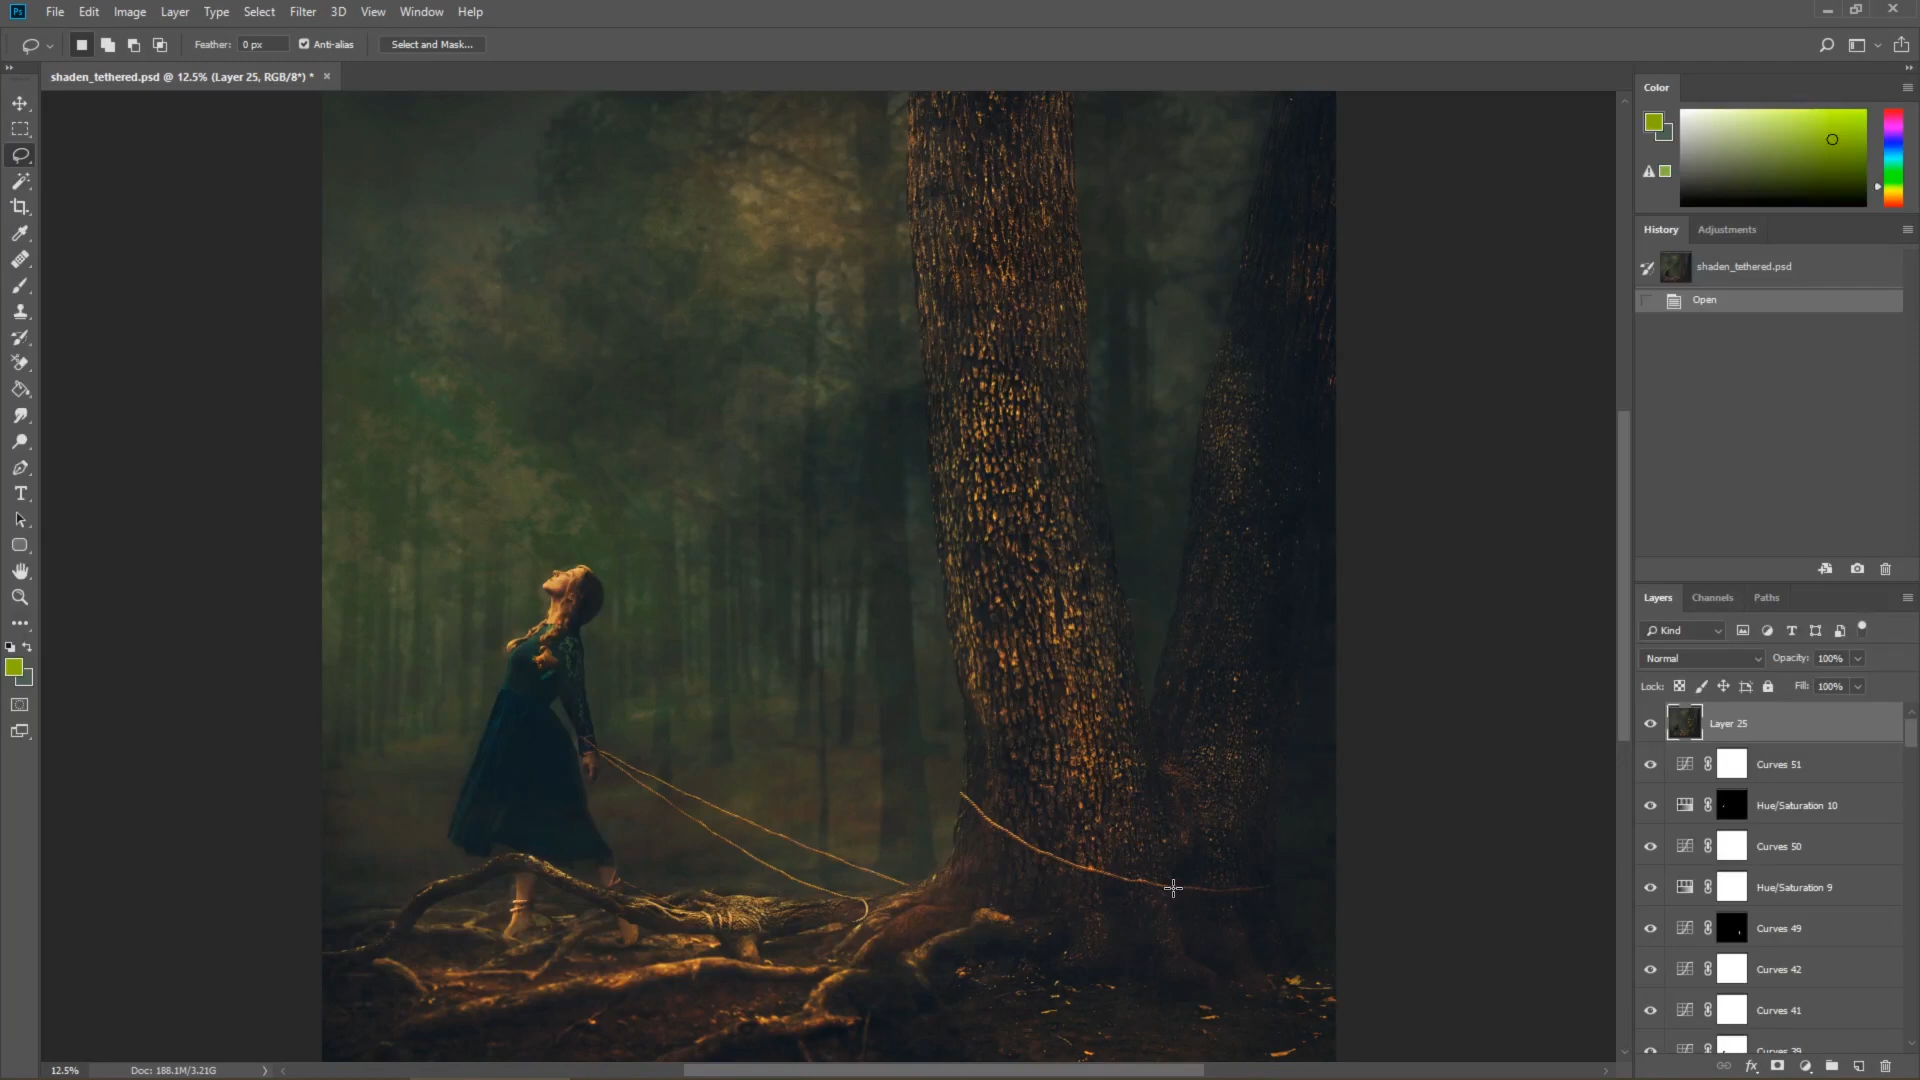 Ps File Edit Image Layer Type Select Filter 3D View Window Help
Feather: 0 px Anti-alias Select and Mask...
shaden_tethered.psd @ 12.5% (Layer 25, RGB/8*) * ×
Color
History Adjustments
shaden_tethered.psd
Open
Layers Channels Paths
Kind
Normal Opacity: 100%
Lock: Fill: 100%
Layer 25
Curves 51
Hue/Saturation 10
Curves 50
Hue/Saturation 9
Curves 49
Curves 42
Curves 41
Curves 39
12.5% Doc: 188.1M/3.21G